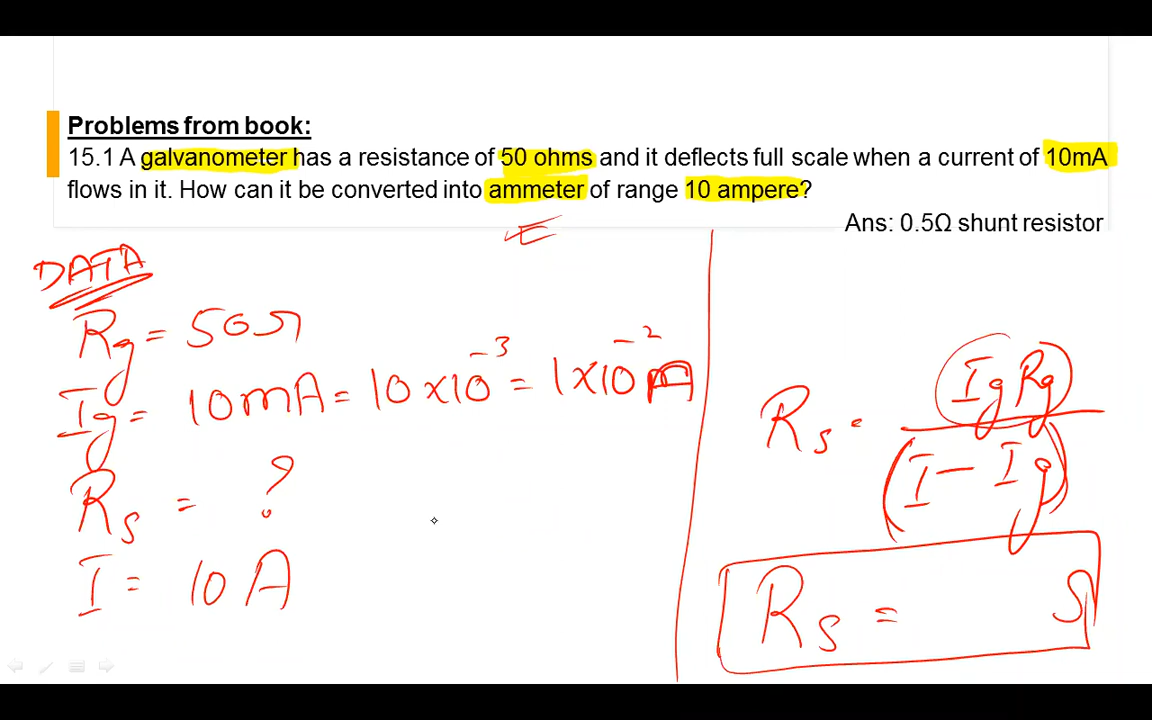 Problems from book:
15.1 A galvanometer has a resistance of 50 ohms and it deflects full scale when a current of 10mA
flows in it. How can it be converted into ammeter of range 10 ampere?
Ans: 0.5Ω shunt resistor
DATA
Rg = 50Ω
Ig = 10mA = 10×10⁻³ = 1×10⁻² A
Rs = ?
I = 10 A
Rs = IgRg
(I - Ig)
Rs = Ω